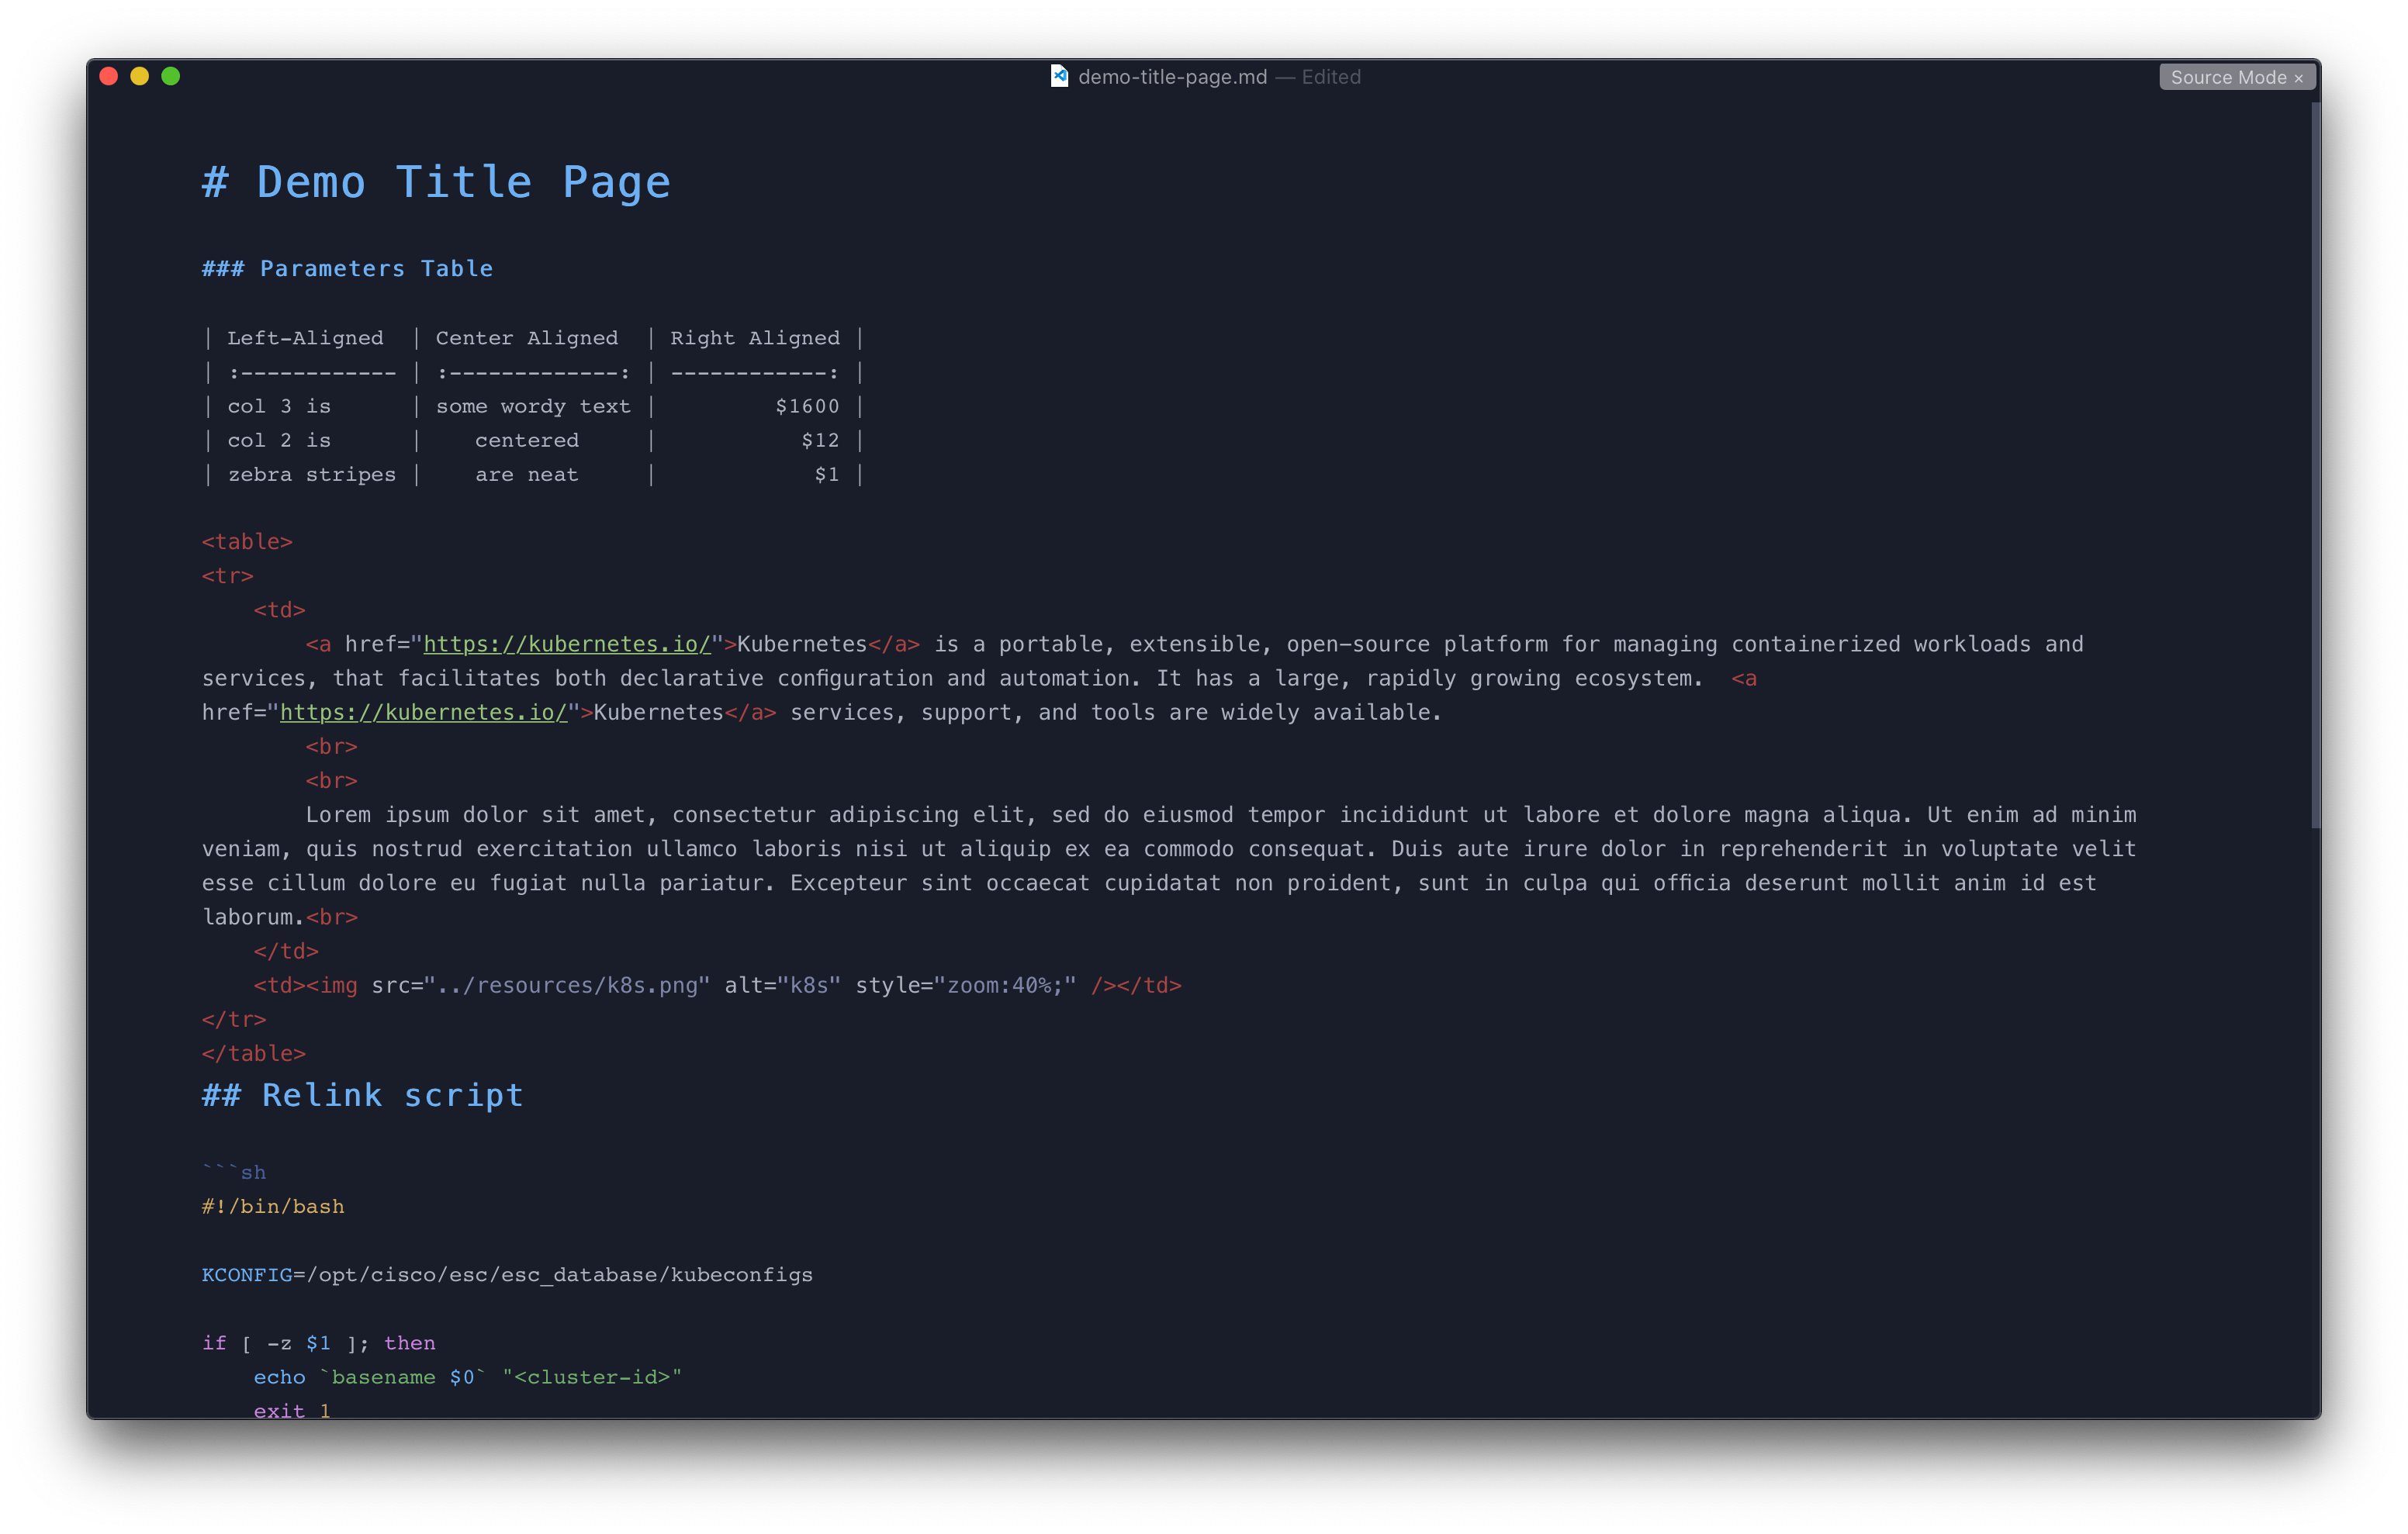 demo-title-page.md — Edited
Source Mode ×
# Demo Title Page
### Parameters Table
| Left-Aligned  | Center Aligned  | Right Aligned |
| :------------ | :-------------: | ------------: |
| col 3 is      | some wordy text |         $1600 |
| col 2 is      |    centered     |           $12 |
| zebra stripes |    are neat     |            $1 |
<table>
<tr>
    <td>
        <a href="https://kubernetes.io/">Kubernetes</a> is a portable, extensible, open-source platform for managing containerized workloads and
services, that facilitates both declarative configuration and automation. It has a large, rapidly growing ecosystem.  <a
href="https://kubernetes.io/">Kubernetes</a> services, support, and tools are widely available.
        <br>
        <br>
        Lorem ipsum dolor sit amet, consectetur adipiscing elit, sed do eiusmod tempor incididunt ut labore et dolore magna aliqua. Ut enim ad minim
veniam, quis nostrud exercitation ullamco laboris nisi ut aliquip ex ea commodo consequat. Duis aute irure dolor in reprehenderit in voluptate velit
esse cillum dolore eu fugiat nulla pariatur. Excepteur sint occaecat cupidatat non proident, sunt in culpa qui officia deserunt mollit anim id est
laborum.<br>
    </td>
    <td><img src="../resources/k8s.png" alt="k8s" style="zoom:40%;" /></td>
</tr>
</table>
## Relink script
```sh
#!/bin/bash
KCONFIG=/opt/cisco/esc/esc_database/kubeconfigs
if [ -z $1 ]; then
    echo `basename $0` "<cluster-id>"
    exit 1